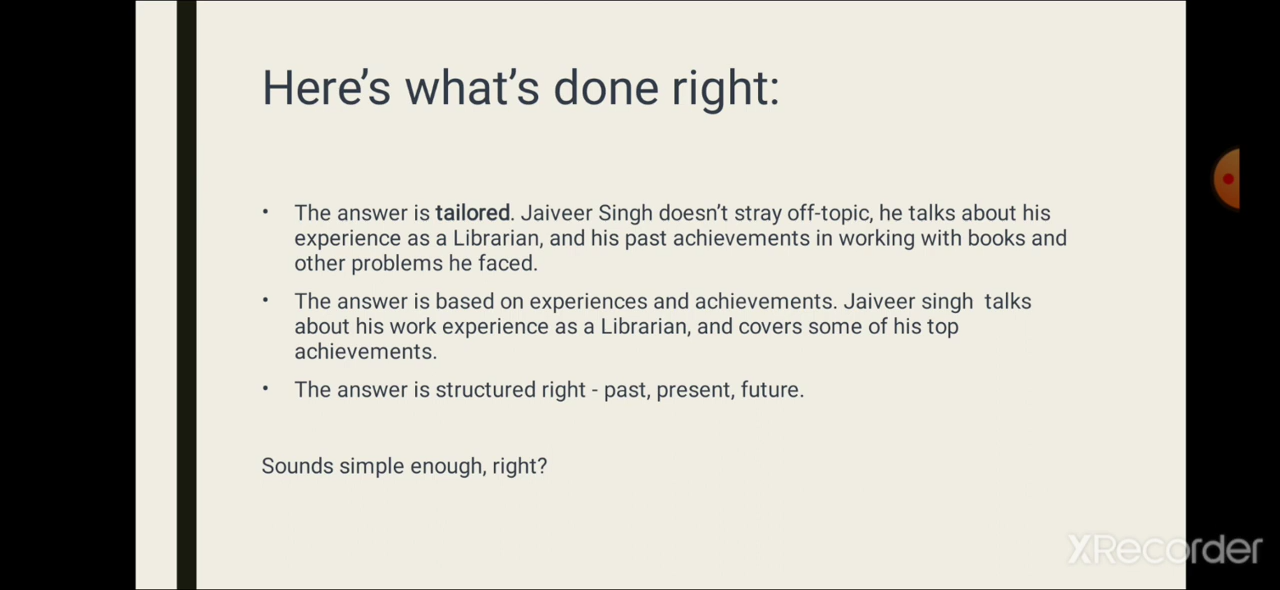 Here’s what’s done right:
• The answer is tailored. Jaiveer Singh doesn’t stray off-topic, he talks about his
experience as a Librarian, and his past achievements in working with books and
other problems he faced.
• The answer is based on experiences and achievements. Jaiveer singh  talks
about his work experience as a Librarian, and covers some of his top
achievements.
• The answer is structured right - past, present, future.
Sounds simple enough, right?
XRecorder